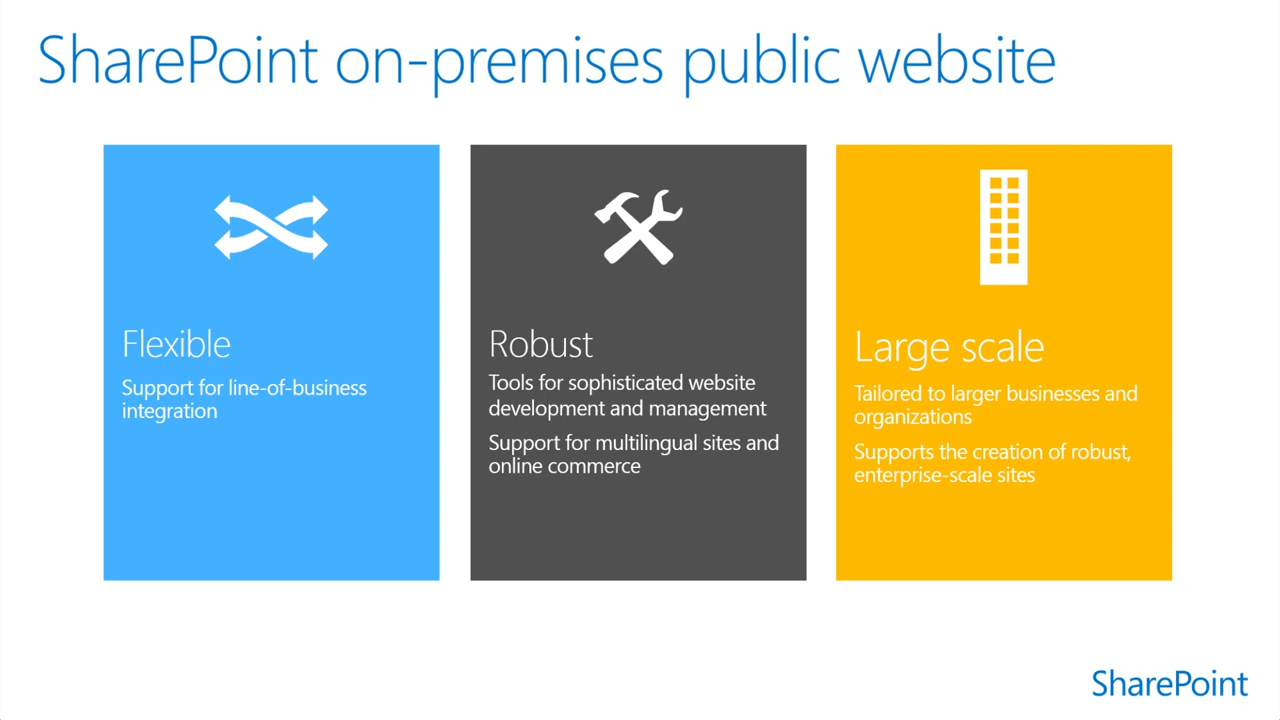 SharePoint on-premises public website
Flexible
Support for line-of-business
integration
Robust
Tools for sophisticated website
development and management
Support for multilingual sites and
online commerce
Large scale
Tailored to larger businesses and
organizations
Supports the creation of robust,
enterprise-scale sites
SharePoint